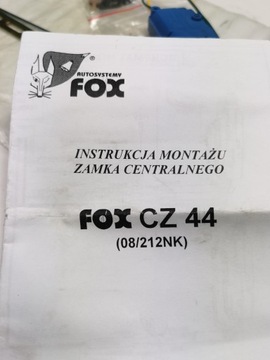 AUTOSYSTEMY
FOX
®
INSTRUKCJA MONTAŻU
ZAMKA CENTRALNEGO
FOX CZ 44
(08/212NK)